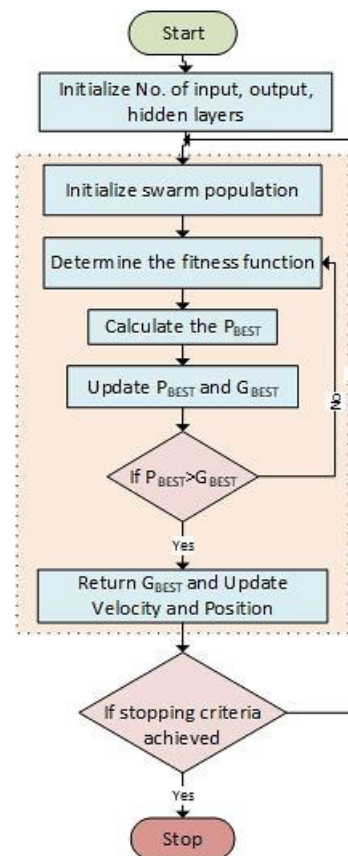 Start
Initialize No. of input, output,
hidden layers
Initialize swarm population
Determine the fitness function
Calculate the PBEST
Update PBEST and GBEST
If PBEST>GBEST
No
Yes
Return GBEST and Update
Velocity and Position
If stopping criteria
achieved
Yes
Stop